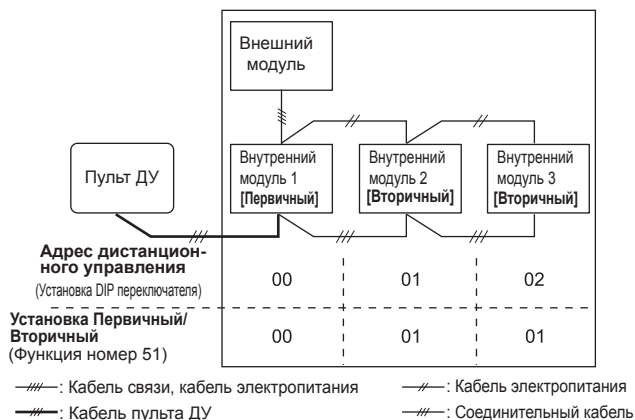 Внешний
модуль
Пульт ДУ
Внутренний
модуль 1
[Первичный]
Внутренний
модуль 2
[Вторичный]
Внутренний
модуль 3
[Вторичный]
Адрес дистанцион-
ного управления
(Установка DIP переключателя)
00
01
02
Установка Первичный/
Вторичный
(Функция номер 51)
00
01
01
: Кабель связи, кабель электропитания
: Кабель электропитания
: Кабель пульта ДУ
: Соединительный кабель